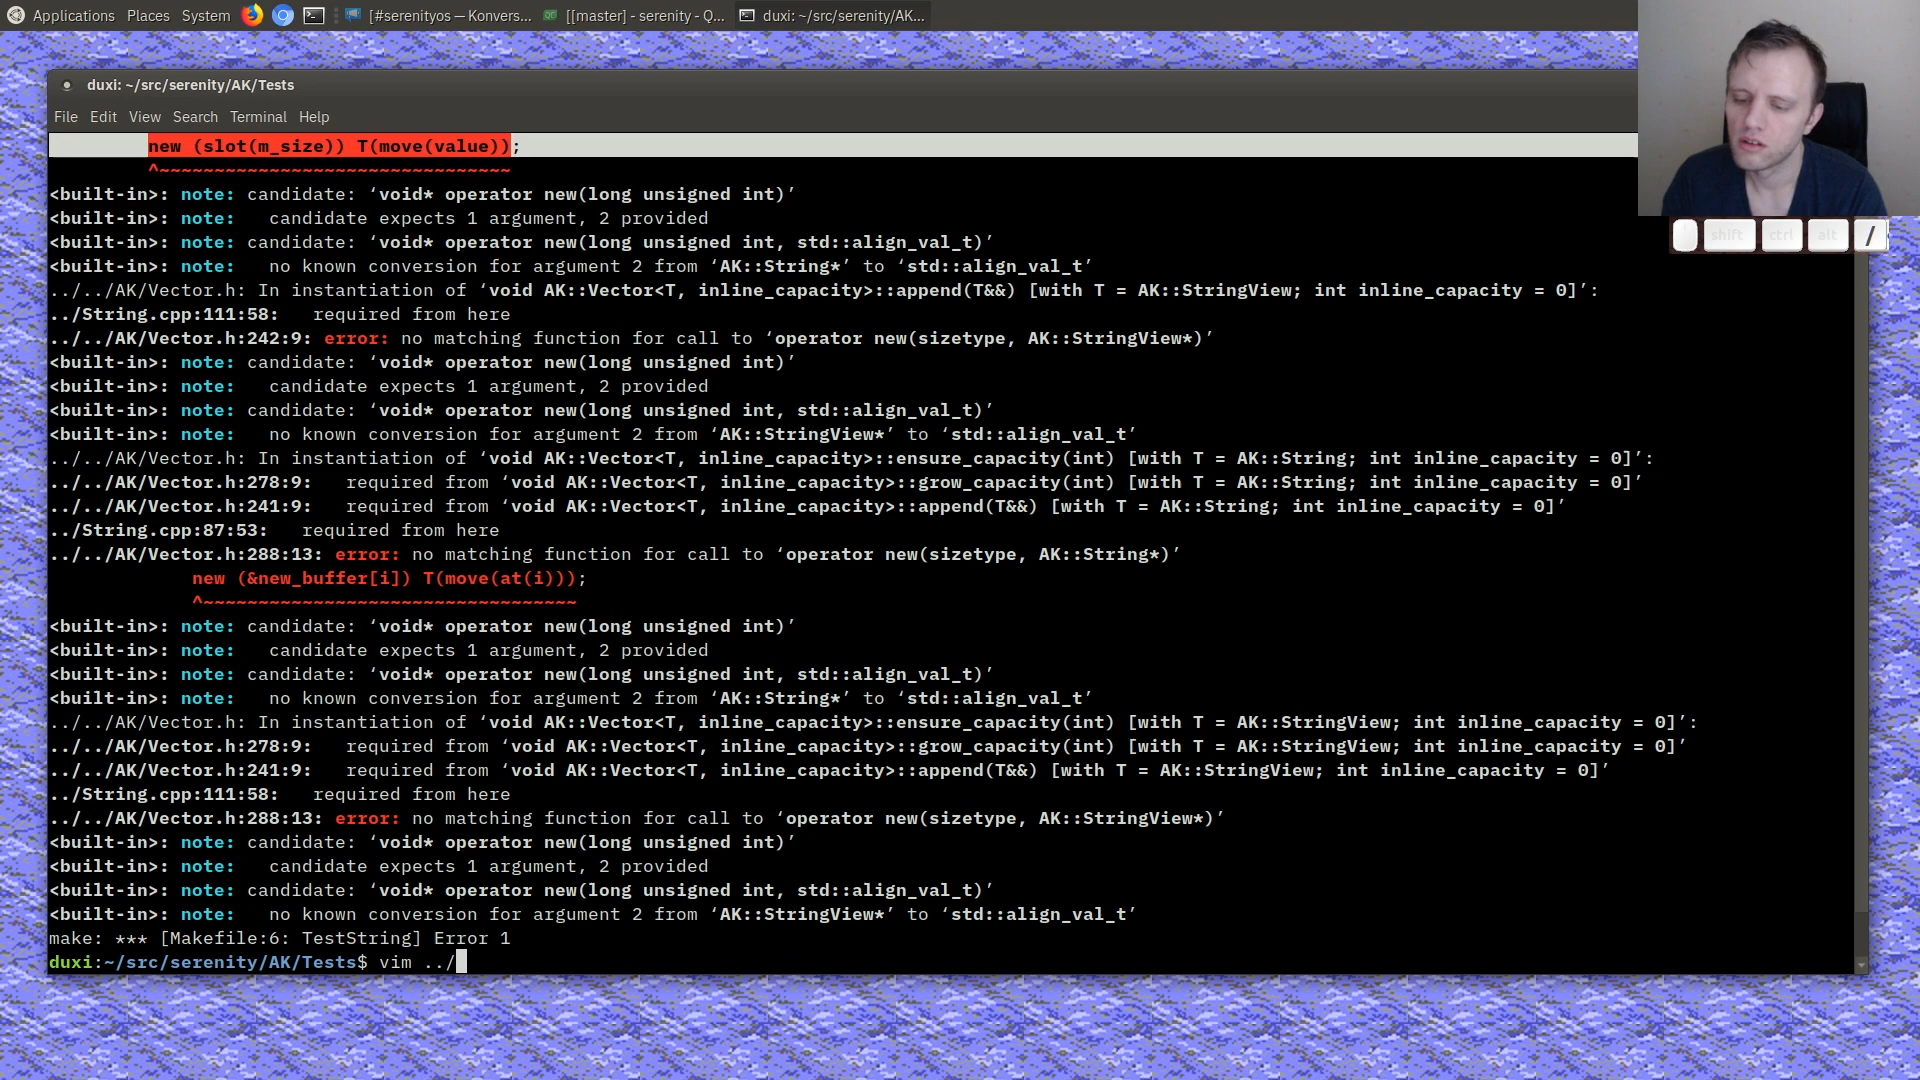 Applications Places System [#serenityos — Konvers... [[master] - serenity - Q... duxi: ~/src/serenity/AK...
duxi: ~/src/serenity/AK/Tests
File Edit View Search Terminal Help
new (slot(m_size)) T(move(value));
^~~~~~~~~~~~~~~~~~~~~~~~~~~~~~~~~
<built-in>: note: candidate: ‘void* operator new(long unsigned int)’
<built-in>: note:   candidate expects 1 argument, 2 provided
<built-in>: note: candidate: ‘void* operator new(long unsigned int, std::align_val_t)’
<built-in>: note:   no known conversion for argument 2 from ‘AK::String*’ to ‘std::align_val_t’
../../AK/Vector.h: In instantiation of ‘void AK::Vector<T, inline_capacity>::append(T&&) [with T = AK::StringView; int inline_capacity = 0]’:
../String.cpp:111:58:   required from here
../../AK/Vector.h:242:9: error: no matching function for call to ‘operator new(sizetype, AK::StringView*)’
<built-in>: note: candidate: ‘void* operator new(long unsigned int)’
<built-in>: note:   candidate expects 1 argument, 2 provided
<built-in>: note: candidate: ‘void* operator new(long unsigned int, std::align_val_t)’
<built-in>: note:   no known conversion for argument 2 from ‘AK::StringView*’ to ‘std::align_val_t’
../../AK/Vector.h: In instantiation of ‘void AK::Vector<T, inline_capacity>::ensure_capacity(int) [with T = AK::String; int inline_capacity = 0]’:
../../AK/Vector.h:278:9:   required from ‘void AK::Vector<T, inline_capacity>::grow_capacity(int) [with T = AK::String; int inline_capacity = 0]’
../../AK/Vector.h:241:9:   required from ‘void AK::Vector<T, inline_capacity>::append(T&&) [with T = AK::String; int inline_capacity = 0]’
../String.cpp:87:53:   required from here
../../AK/Vector.h:288:13: error: no matching function for call to ‘operator new(sizetype, AK::String*)’
new (&new_buffer[i]) T(move(at(i)));
^~~~~~~~~~~~~~~~~~~~~~~~~~~~~~~~~~~
<built-in>: note: candidate: ‘void* operator new(long unsigned int)’
<built-in>: note:   candidate expects 1 argument, 2 provided
<built-in>: note: candidate: ‘void* operator new(long unsigned int, std::align_val_t)’
<built-in>: note:   no known conversion for argument 2 from ‘AK::String*’ to ‘std::align_val_t’
../../AK/Vector.h: In instantiation of ‘void AK::Vector<T, inline_capacity>::ensure_capacity(int) [with T = AK::StringView; int inline_capacity = 0]’:
../../AK/Vector.h:278:9:   required from ‘void AK::Vector<T, inline_capacity>::grow_capacity(int) [with T = AK::StringView; int inline_capacity = 0]’
../../AK/Vector.h:241:9:   required from ‘void AK::Vector<T, inline_capacity>::append(T&&) [with T = AK::StringView; int inline_capacity = 0]’
../String.cpp:111:58:   required from here
../../AK/Vector.h:288:13: error: no matching function for call to ‘operator new(sizetype, AK::StringView*)’
<built-in>: note: candidate: ‘void* operator new(long unsigned int)’
<built-in>: note:   candidate expects 1 argument, 2 provided
<built-in>: note: candidate: ‘void* operator new(long unsigned int, std::align_val_t)’
<built-in>: note:   no known conversion for argument 2 from ‘AK::StringView*’ to ‘std::align_val_t’
make: *** [Makefile:6: TestString] Error 1
duxi:~/src/serenity/AK/Tests$ vim ../
shift ctrl alt /